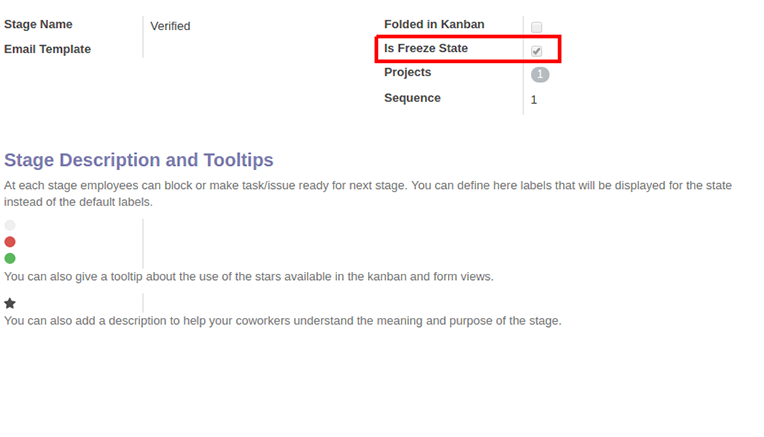 Stage Name Verified Folded in Kanban
Email Template Is Freeze State
Projects 1
Sequence 1
Stage Description and Tooltips
At each stage employees can block or make task/issue ready for next stage. You can define here labels that will be displayed for the state
instead of the default labels.
You can also give a tooltip about the use of the stars available in the kanban and form views.
You can also add a description to help your coworkers understand the meaning and purpose of the stage.